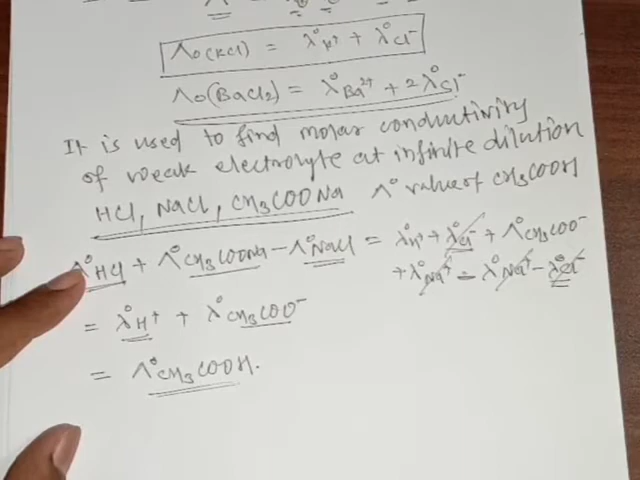 Λo(KCl) = λ°K⁺ + λ°Cl⁻
Λo(BaCl2) = λ°Ba²⁺ + 2λ°Cl⁻
It is used to find molar conductivity
of weak electrolyte at infinite dilution
HCl, NaCl, CH3COONa Λ° value of CH3COOH
Λ°HCl + Λ°CH3COONa - Λ°NaCl = λ°H⁺ + λ°Cl⁻ + Λ°CH3COO⁻
+ λ°Na⁺ - λ°Na⁺ - λ°Cl⁻
= λ°H⁺ + λ°CH3COO⁻
= Λ°CH3COOH.